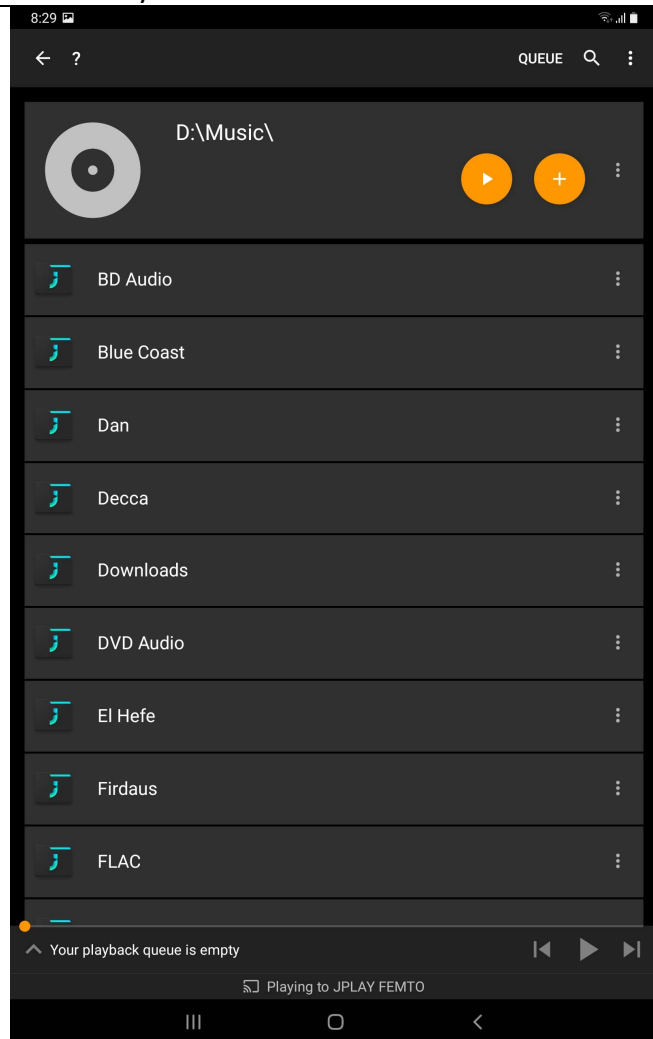 8:29
?
QUEUE
D:\Music\
BD Audio
Blue Coast
Dan
Decca
Downloads
DVD Audio
El Hefe
Firdaus
FLAC
Your playback queue is empty
Playing to JPLAY FEMTO